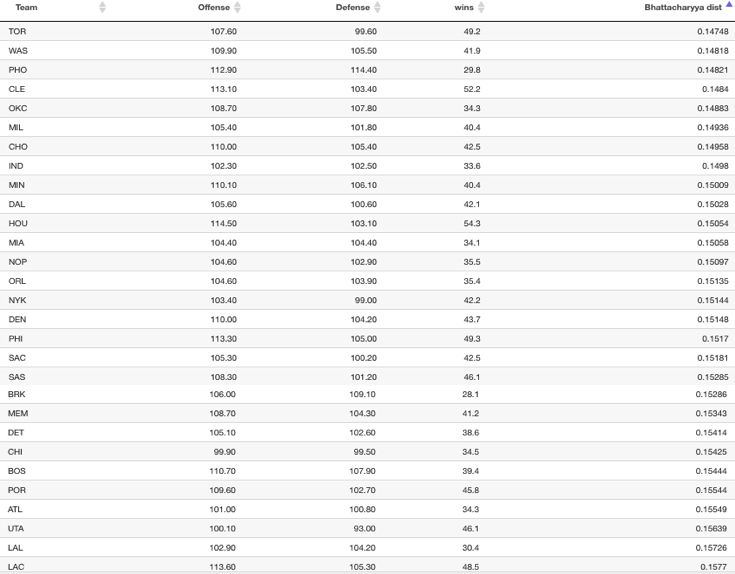 Team Offense Defense wins Bhattacharyya dist
TOR 107.60 99.60 49.2 0.14748
WAS 109.90 105.50 41.9 0.14818
PHO 112.90 114.40 29.8 0.14821
CLE 113.10 103.40 52.2 0.1484
OKC 108.70 107.80 34.3 0.14883
MIL 105.40 101.80 40.4 0.14936
CHO 110.00 105.40 42.5 0.14958
IND 102.30 102.50 33.6 0.1498
MIN 110.10 106.10 40.4 0.15009
DAL 105.60 100.60 42.1 0.15028
HOU 114.50 103.10 54.3 0.15054
MIA 104.40 104.40 34.1 0.15058
NOP 104.60 102.90 35.5 0.15097
ORL 104.60 103.90 35.4 0.15135
NYK 103.40 99.00 42.2 0.15144
DEN 110.00 104.20 43.7 0.15148
PHI 113.30 105.00 49.3 0.1517
SAC 105.30 100.20 42.5 0.15181
SAS 108.30 101.20 46.1 0.15285
BRK 106.00 109.10 28.1 0.15286
MEM 108.70 104.30 41.2 0.15343
DET 105.10 102.60 38.6 0.15414
CHI 99.90 99.50 34.5 0.15425
BOS 110.70 107.90 39.4 0.15444
POR 109.60 102.70 45.8 0.15544
ATL 101.00 100.80 34.3 0.15549
UTA 100.10 93.00 46.1 0.15639
LAL 102.90 104.20 30.4 0.15726
LAC 113.60 105.30 48.5 0.1577